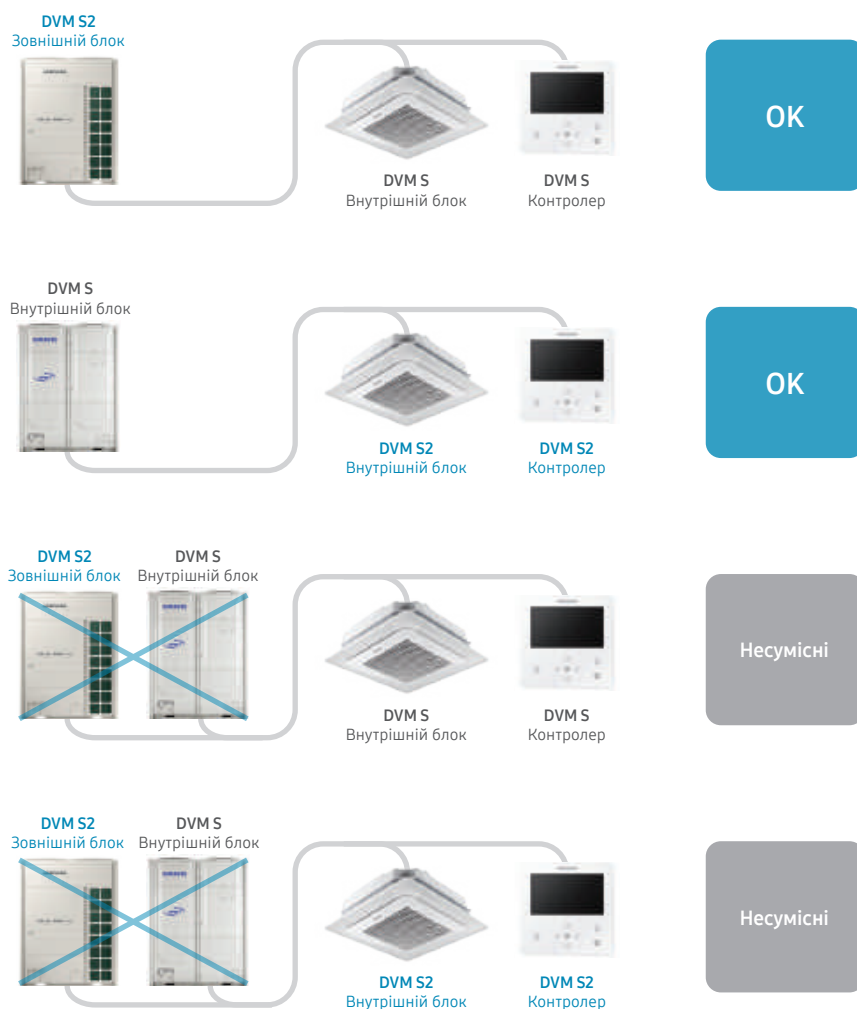 DVM S2
Зовнішній блок
DVM S
Внутрішній блок
DVM S
Контролер
OK
DVM S
Внутрішній блок
DVM S2
Внутрішній блок
DVM S2
Контролер
OK
DVM S2
Зовнішній блок
DVM S
Внутрішній блок
DVM S
Внутрішній блок
DVM S
Контролер
Несумісні
DVM S2
Зовнішній блок
DVM S
Внутрішній блок
DVM S2
Внутрішній блок
DVM S2
Контролер
Несумісні